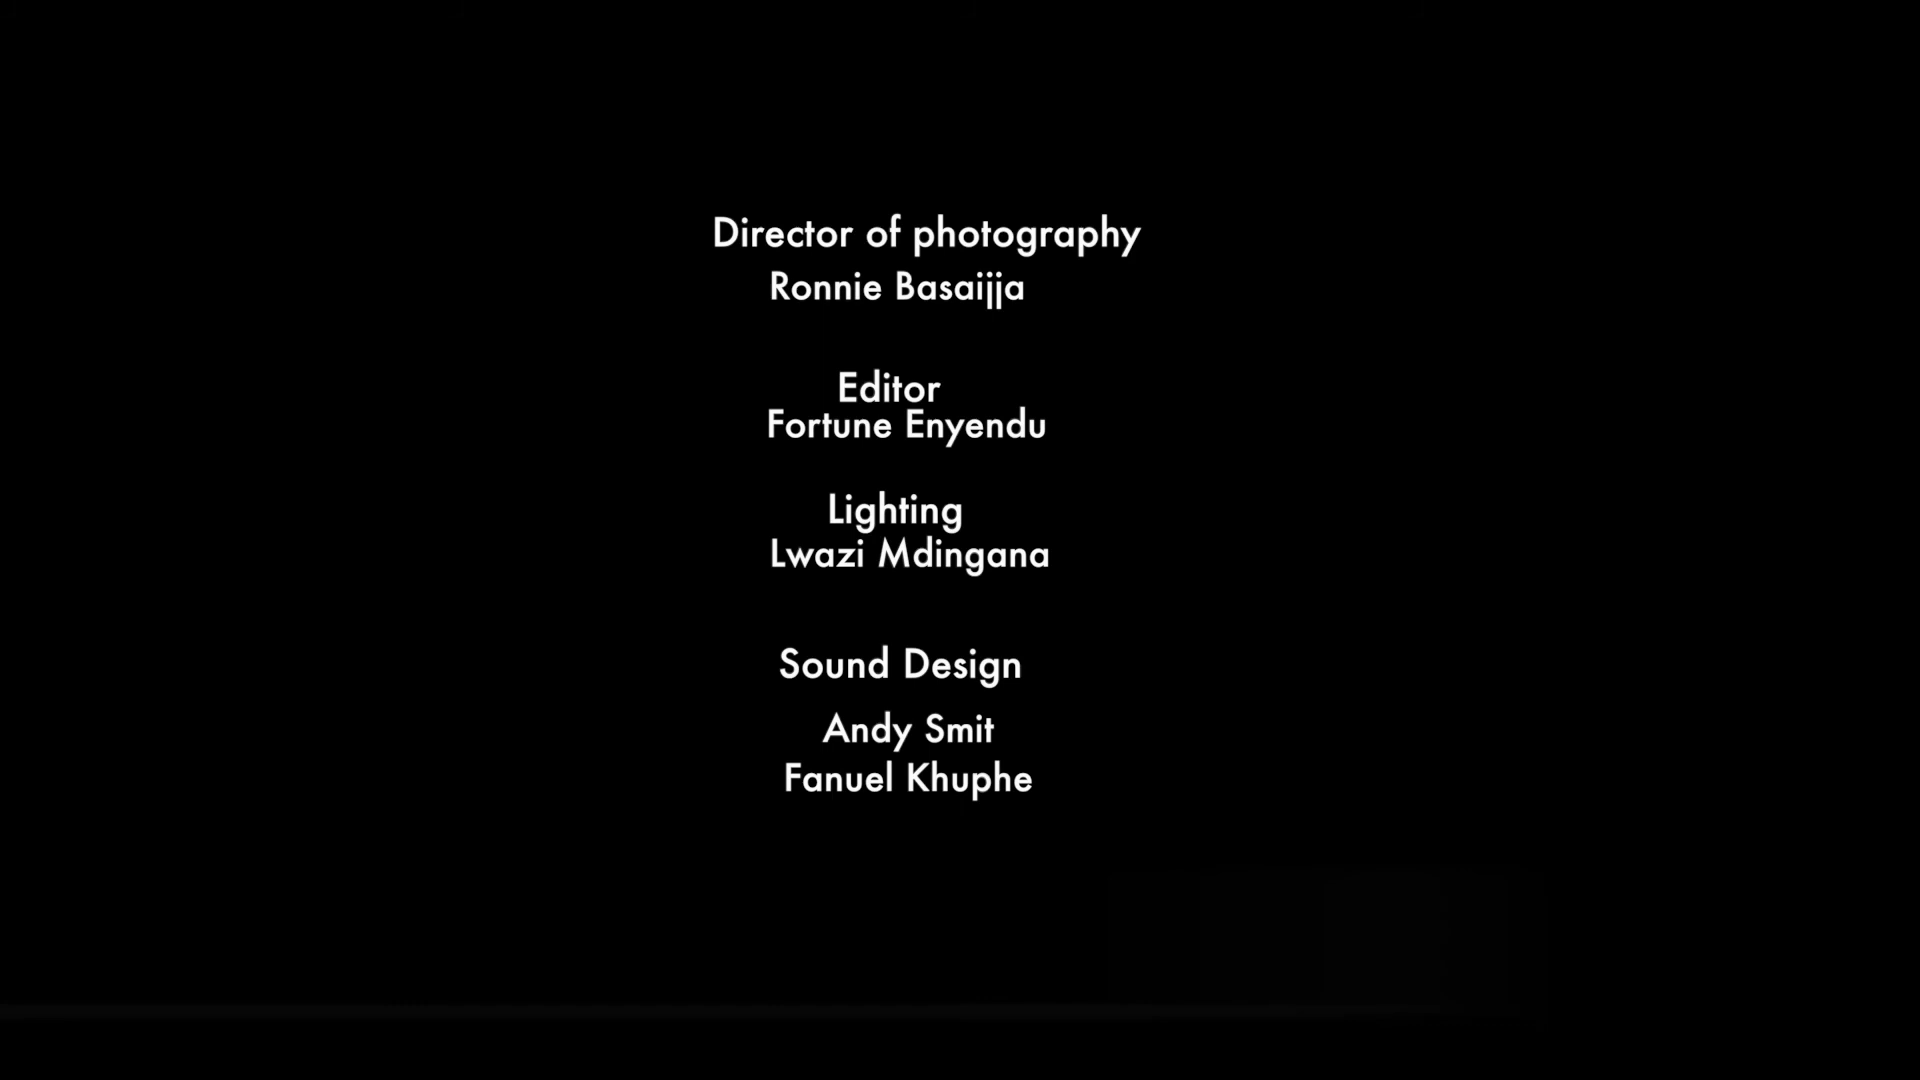 Director of photography
Ronnie Basaijja
Editor
Fortune Enyendu
Lighting
Lwazi Mdingana
Sound Design
Andy Smit
Fanuel Khuphe